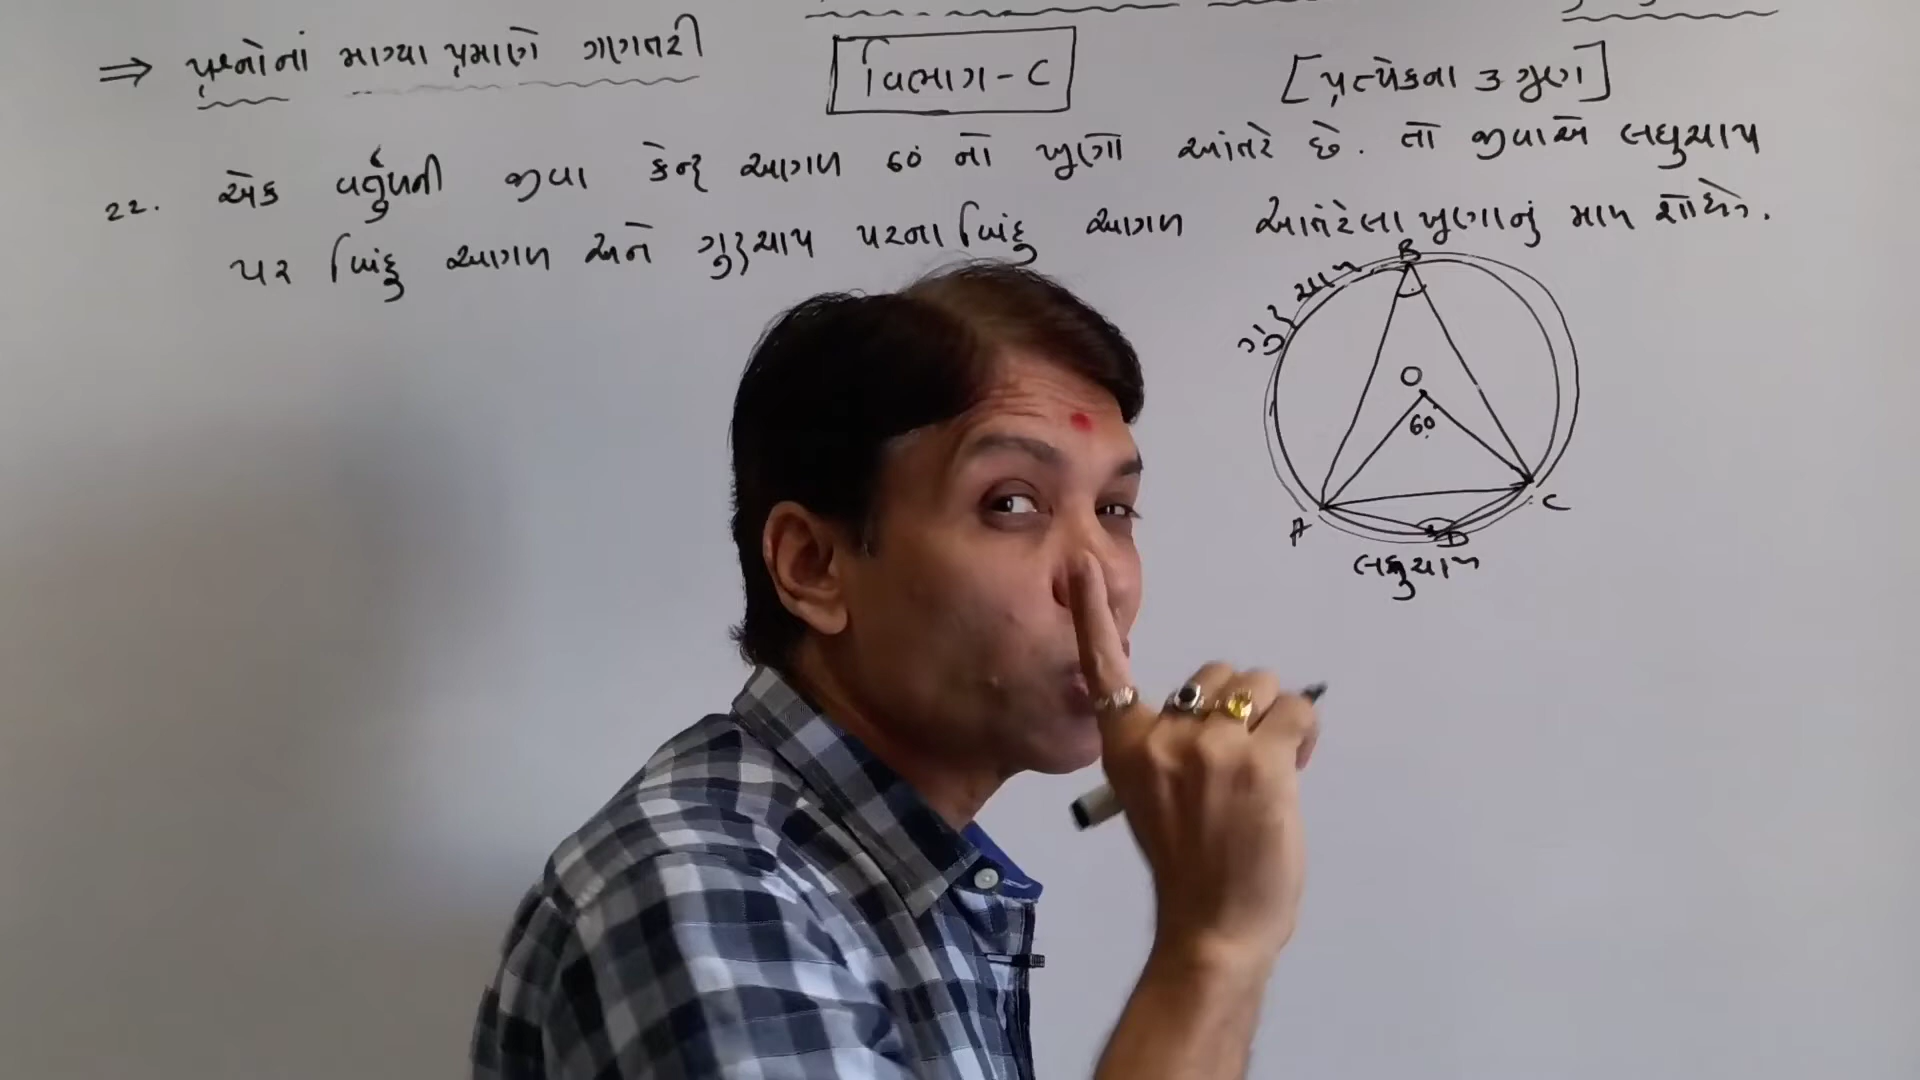 ⇒ પ્રશ્નોનાં માગ્યા પ્રમાણે ગણતરી
વિભાગ - C
[પ્રત્યેકના ૩ ગુણ]
22. એક વર્તુળની જીવા કેન્દ્ર આગળ 60° નો ખુણો આંતરે છે. તો જીવાએ લઘુચાપ
પર બિંદુ આગળ અને ગુરૂચાપ પરના બિંદુ આગળ આંતરેલા ખુણાનું માપ શોધો.
B
ગુરૂ ચાપ
O
60°
A
C
D
લઘુચાપ